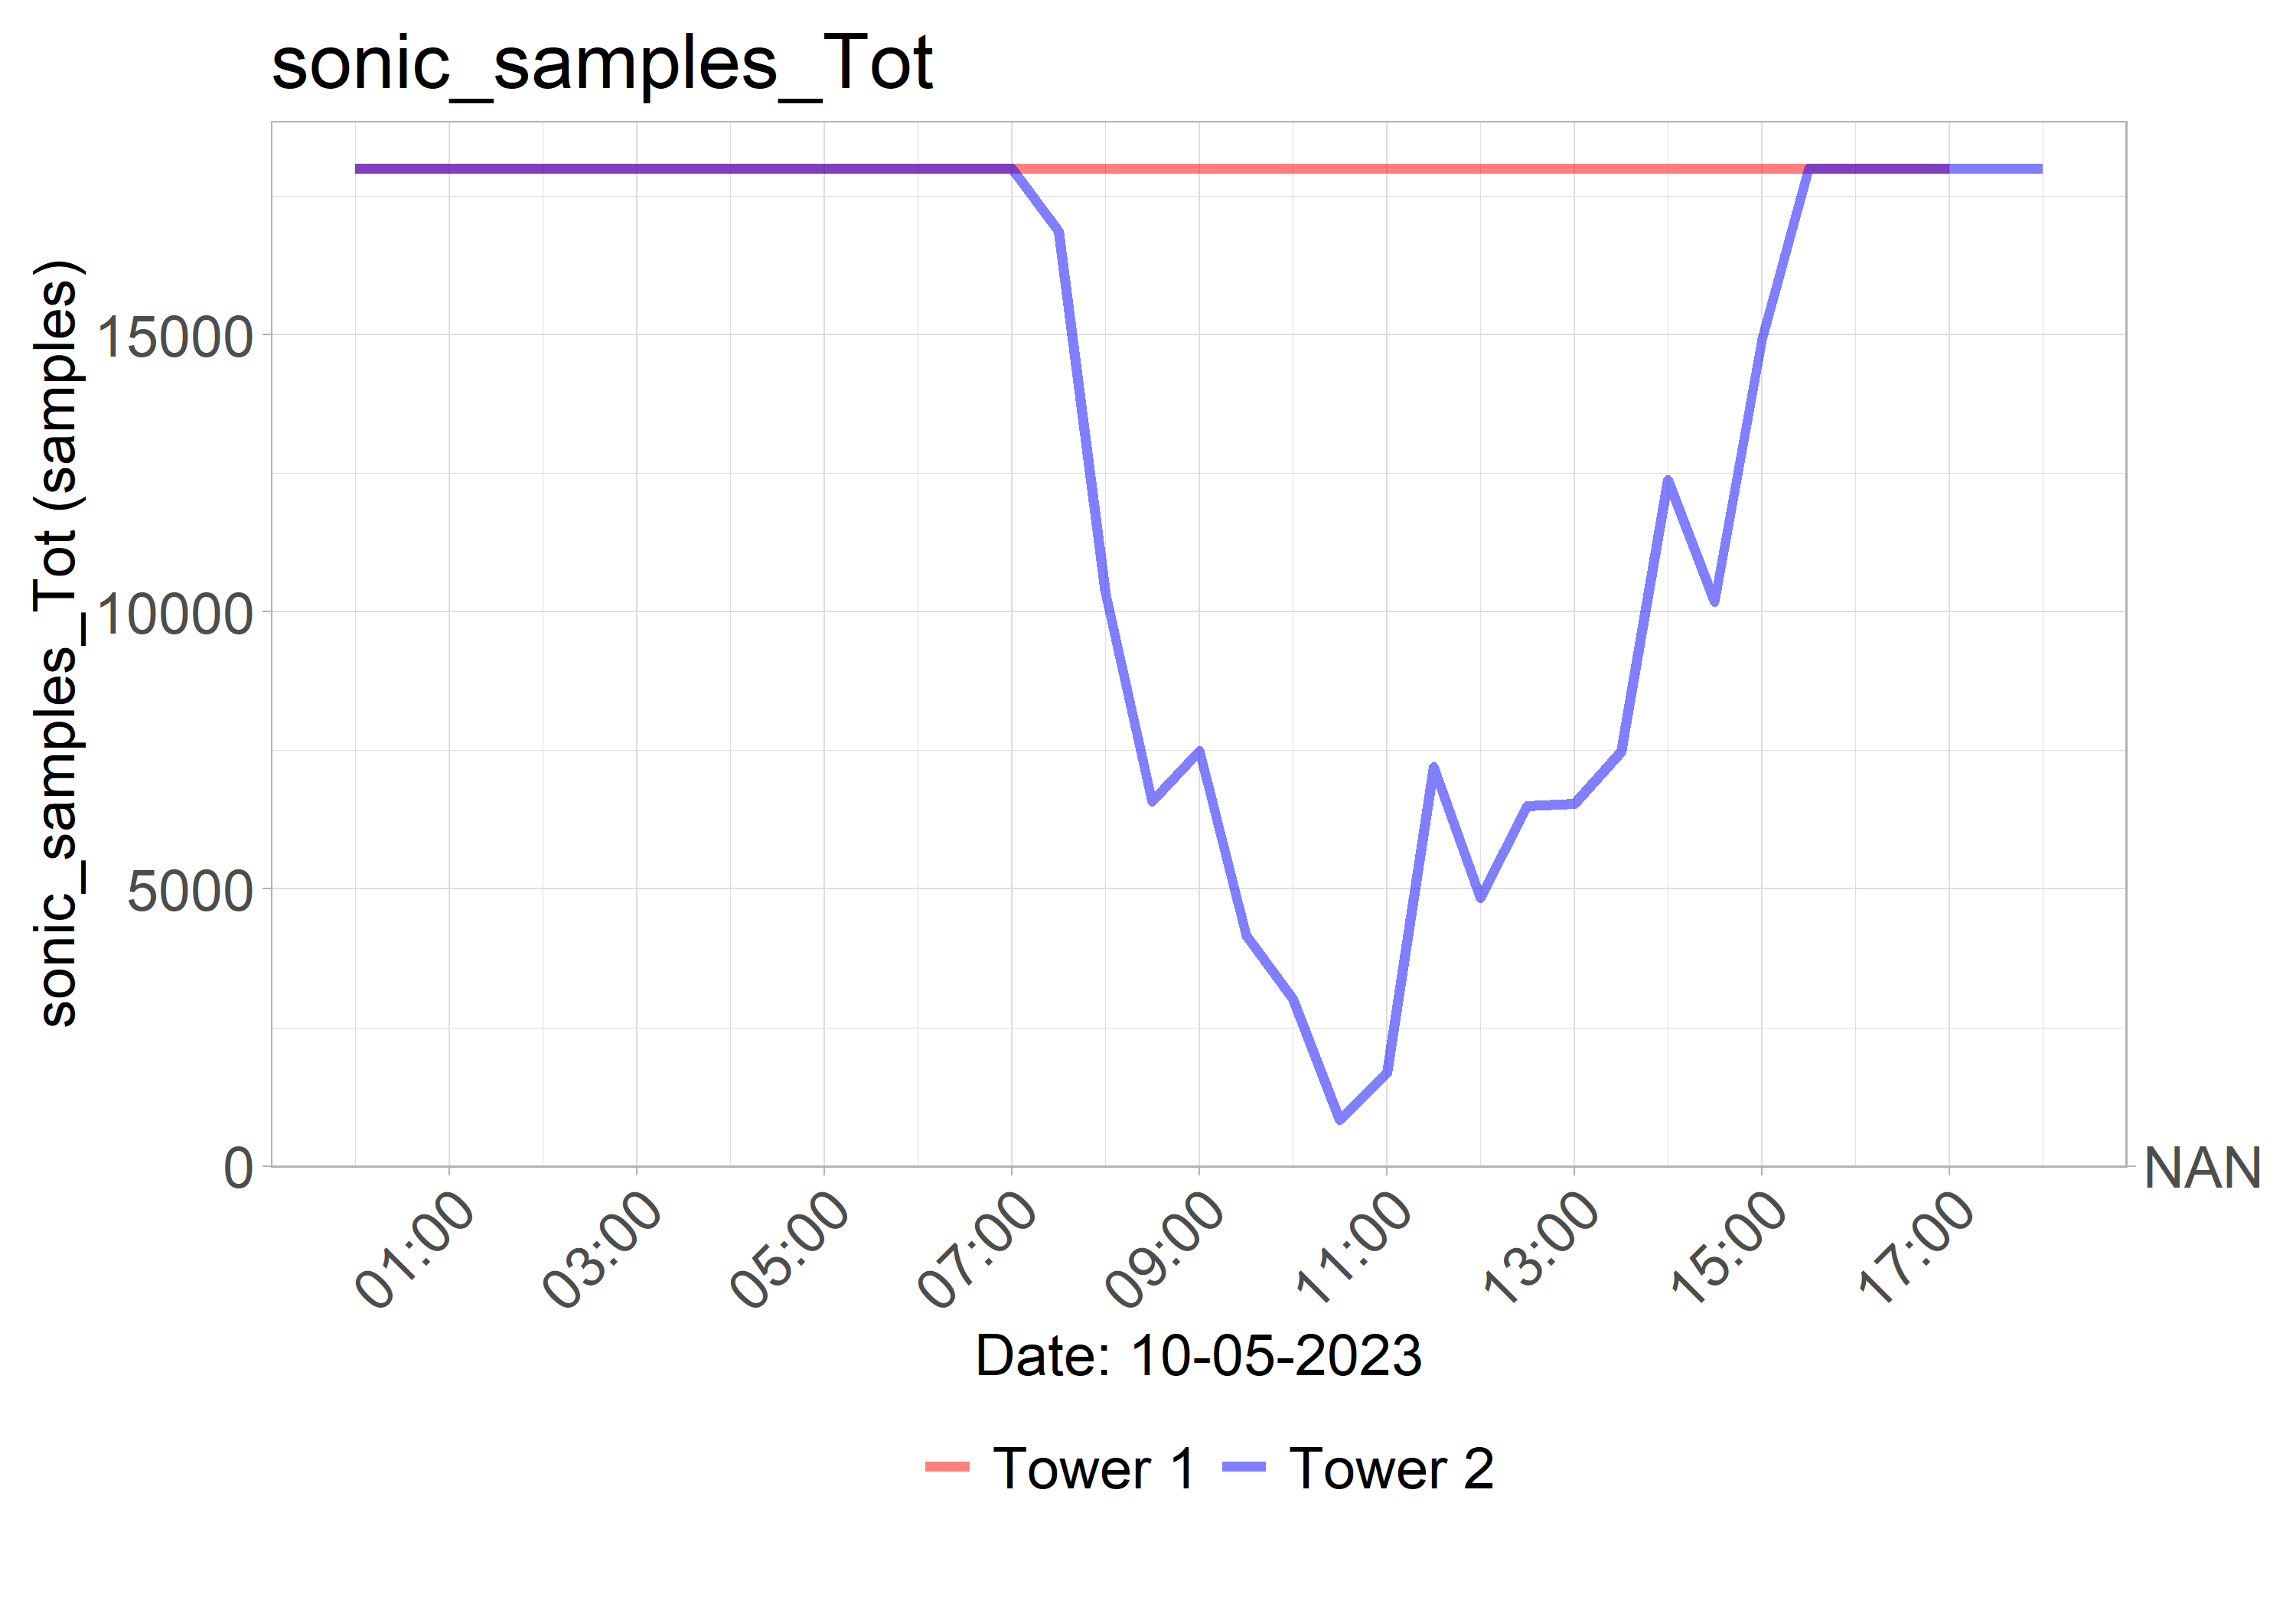 sonic_samples_Tot
sonic_samples_Tot (samples)
15000
10000
5000
0
NAN
01:00
03:00
05:00
07:00
09:00
11:00
13:00
15:00
17:00
Date: 10-05-2023
Tower 1
Tower 2